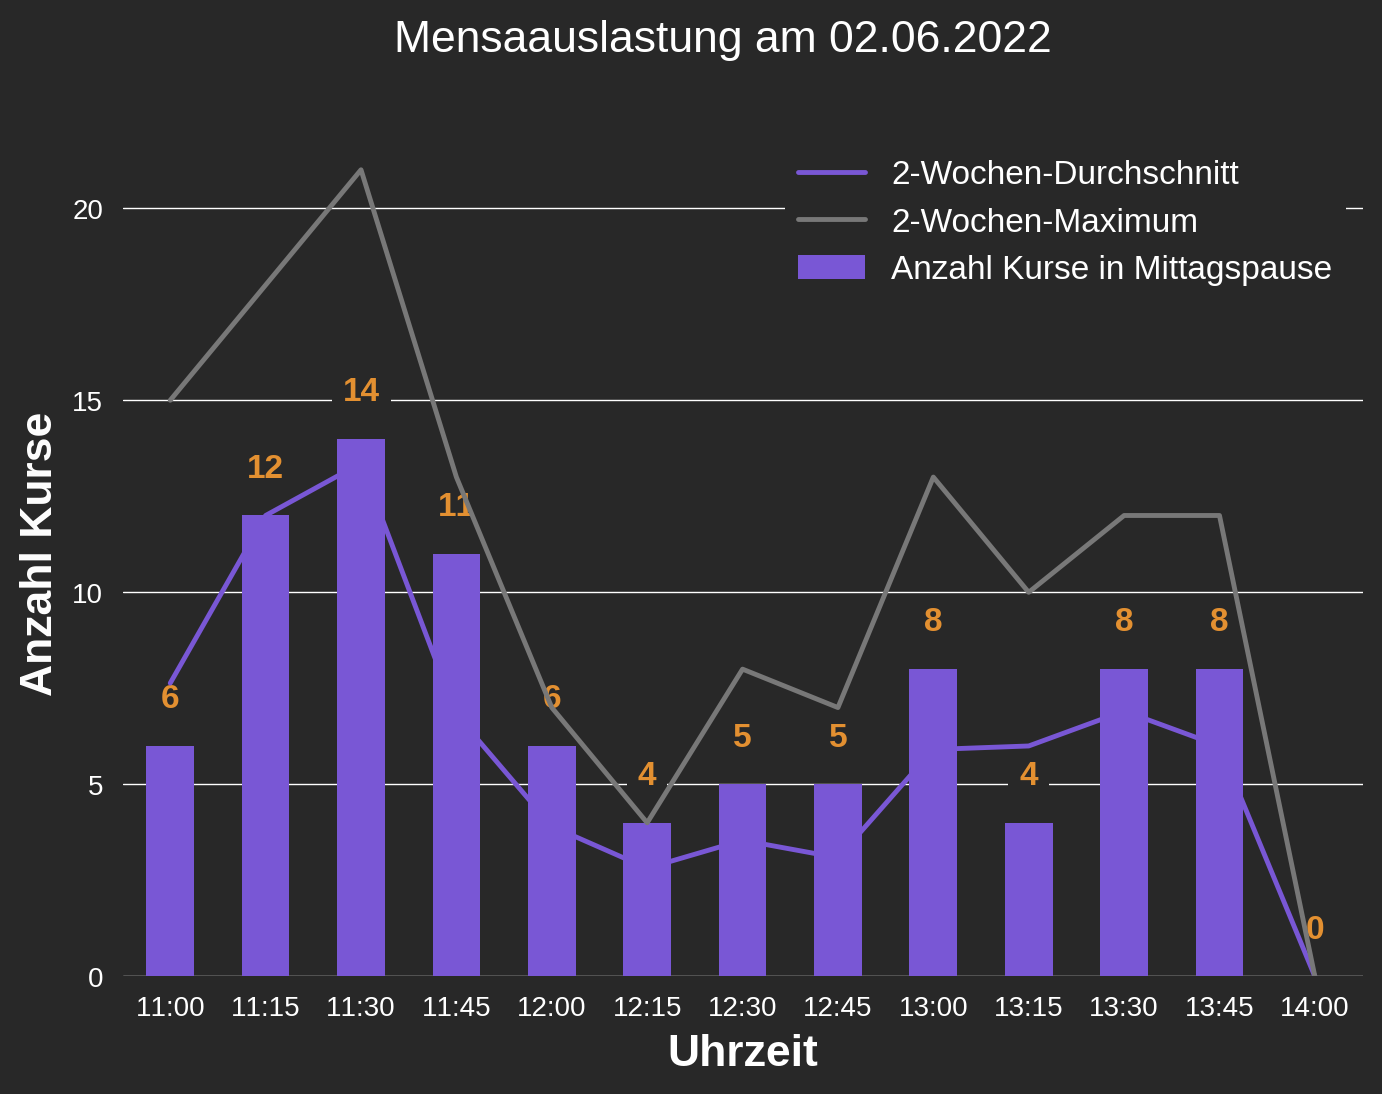 Mensaauslastung am 02.06.2022
2-Wochen-Durchschnitt
2-Wochen-Maximum
Anzahl Kurse in Mittagspause
Anzahl Kurse
20
15
10
5
0
6
12
14
11
6
4
5
5
8
4
8
8
0
11:00 11:15 11:30 11:45 12:00 12:15 12:30 12:45 13:00 13:15 13:30 13:45 14:00
Uhrzeit